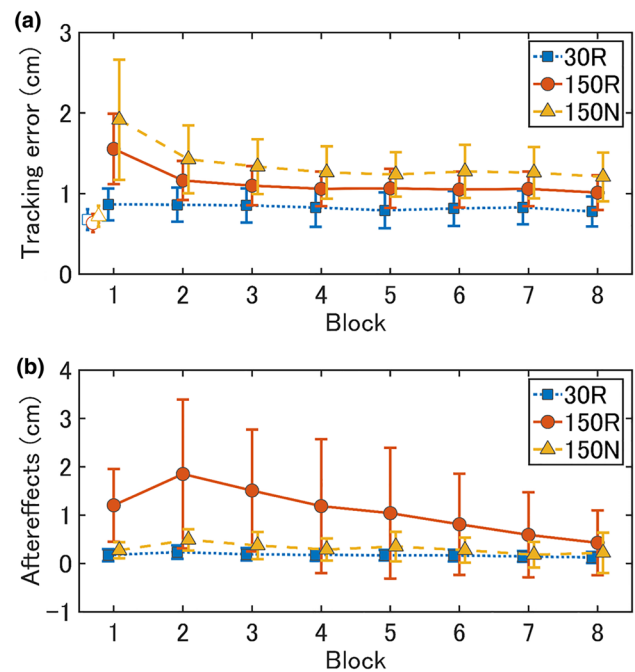 (a)
Tracking error (cm)
3
2
1
0
30R
150R
150N
1 2 3 4 5 6 7 8
Block
(b)
Aftereffects (cm)
4
3
2
1
0
−1
30R
150R
150N
1 2 3 4 5 6 7 8
Block